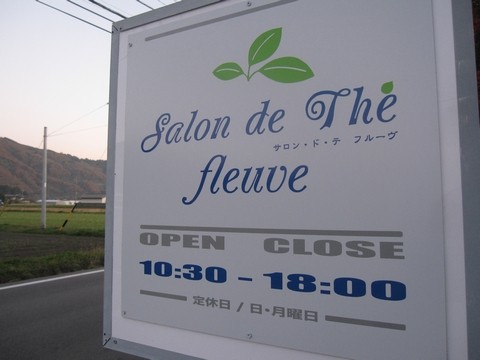 Salon de Thé
サロン・ド・テ フルーヴ
fleuve
OPEN CLOSE
10:30 - 18:00
定休日 / 日・月曜日